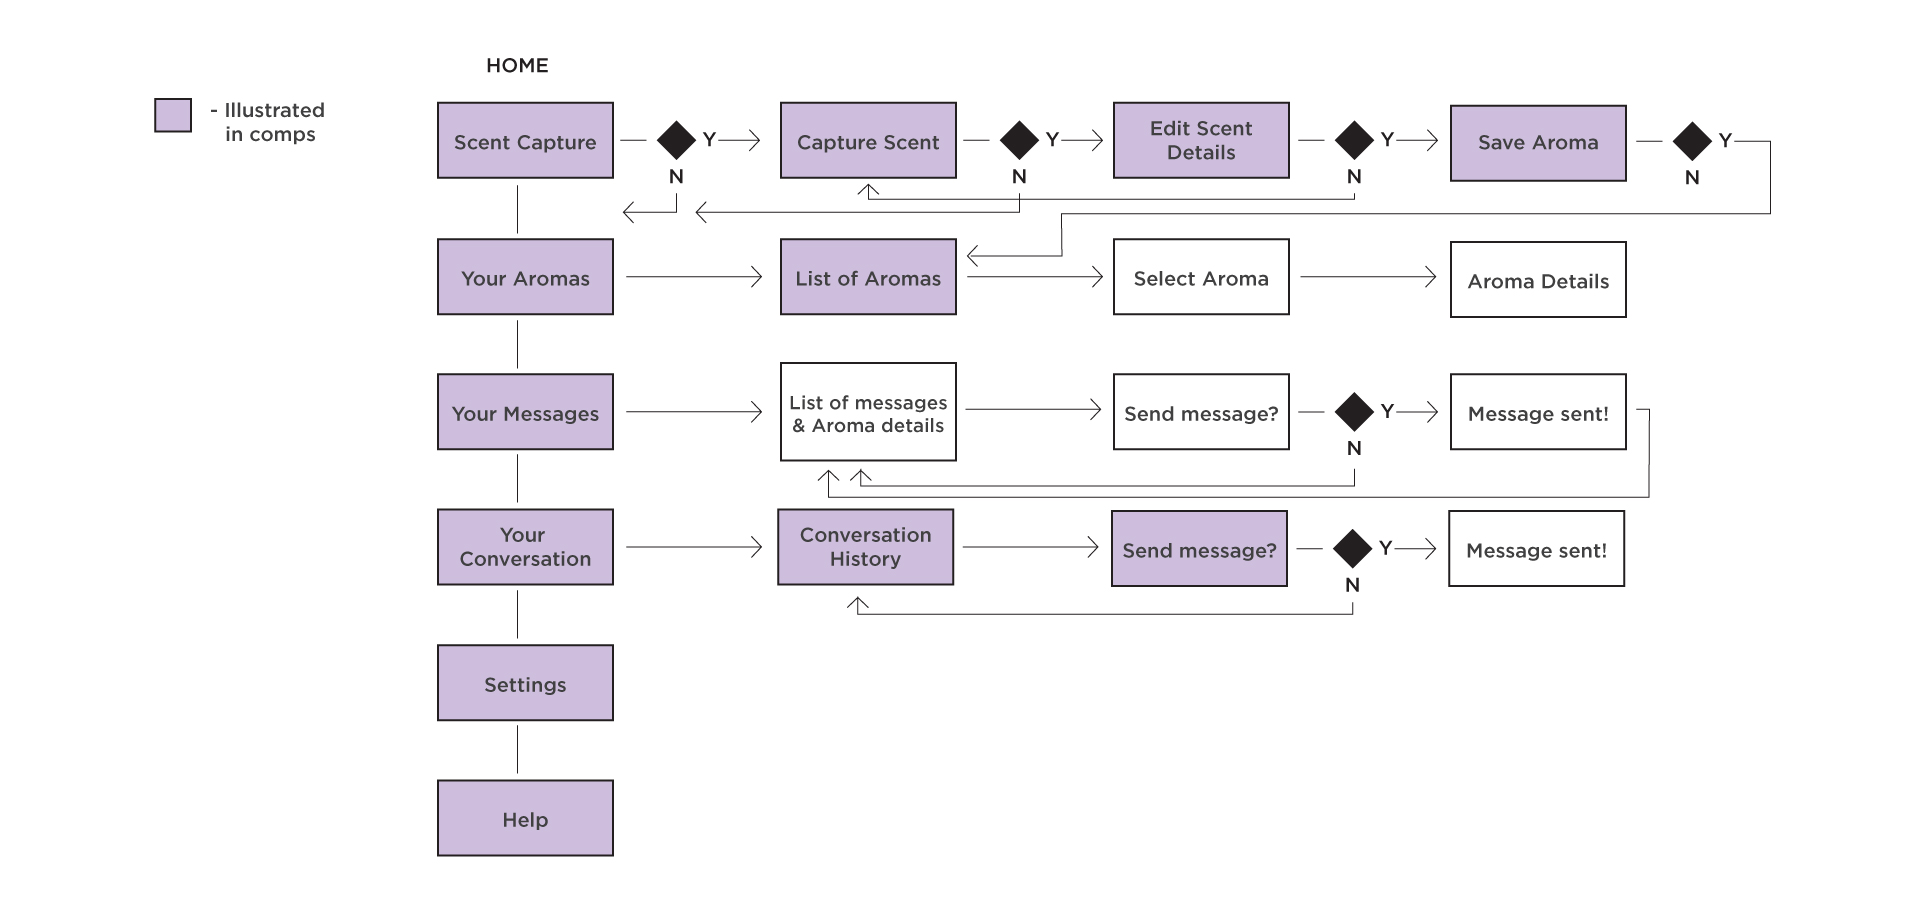 HOME
- Illustrated
in comps
Scent Capture
Y
N
Capture Scent
Y
N
Edit Scent
Details
Y
N
Save Aroma
Y
N
Your Aromas
List of Aromas
Select Aroma
Aroma Details
Your Messages
List of messages
& Aroma details
Send message?
Y
N
Message sent!
Your
Conversation
Conversation
History
Send message?
Y
N
Message sent!
Settings
Help